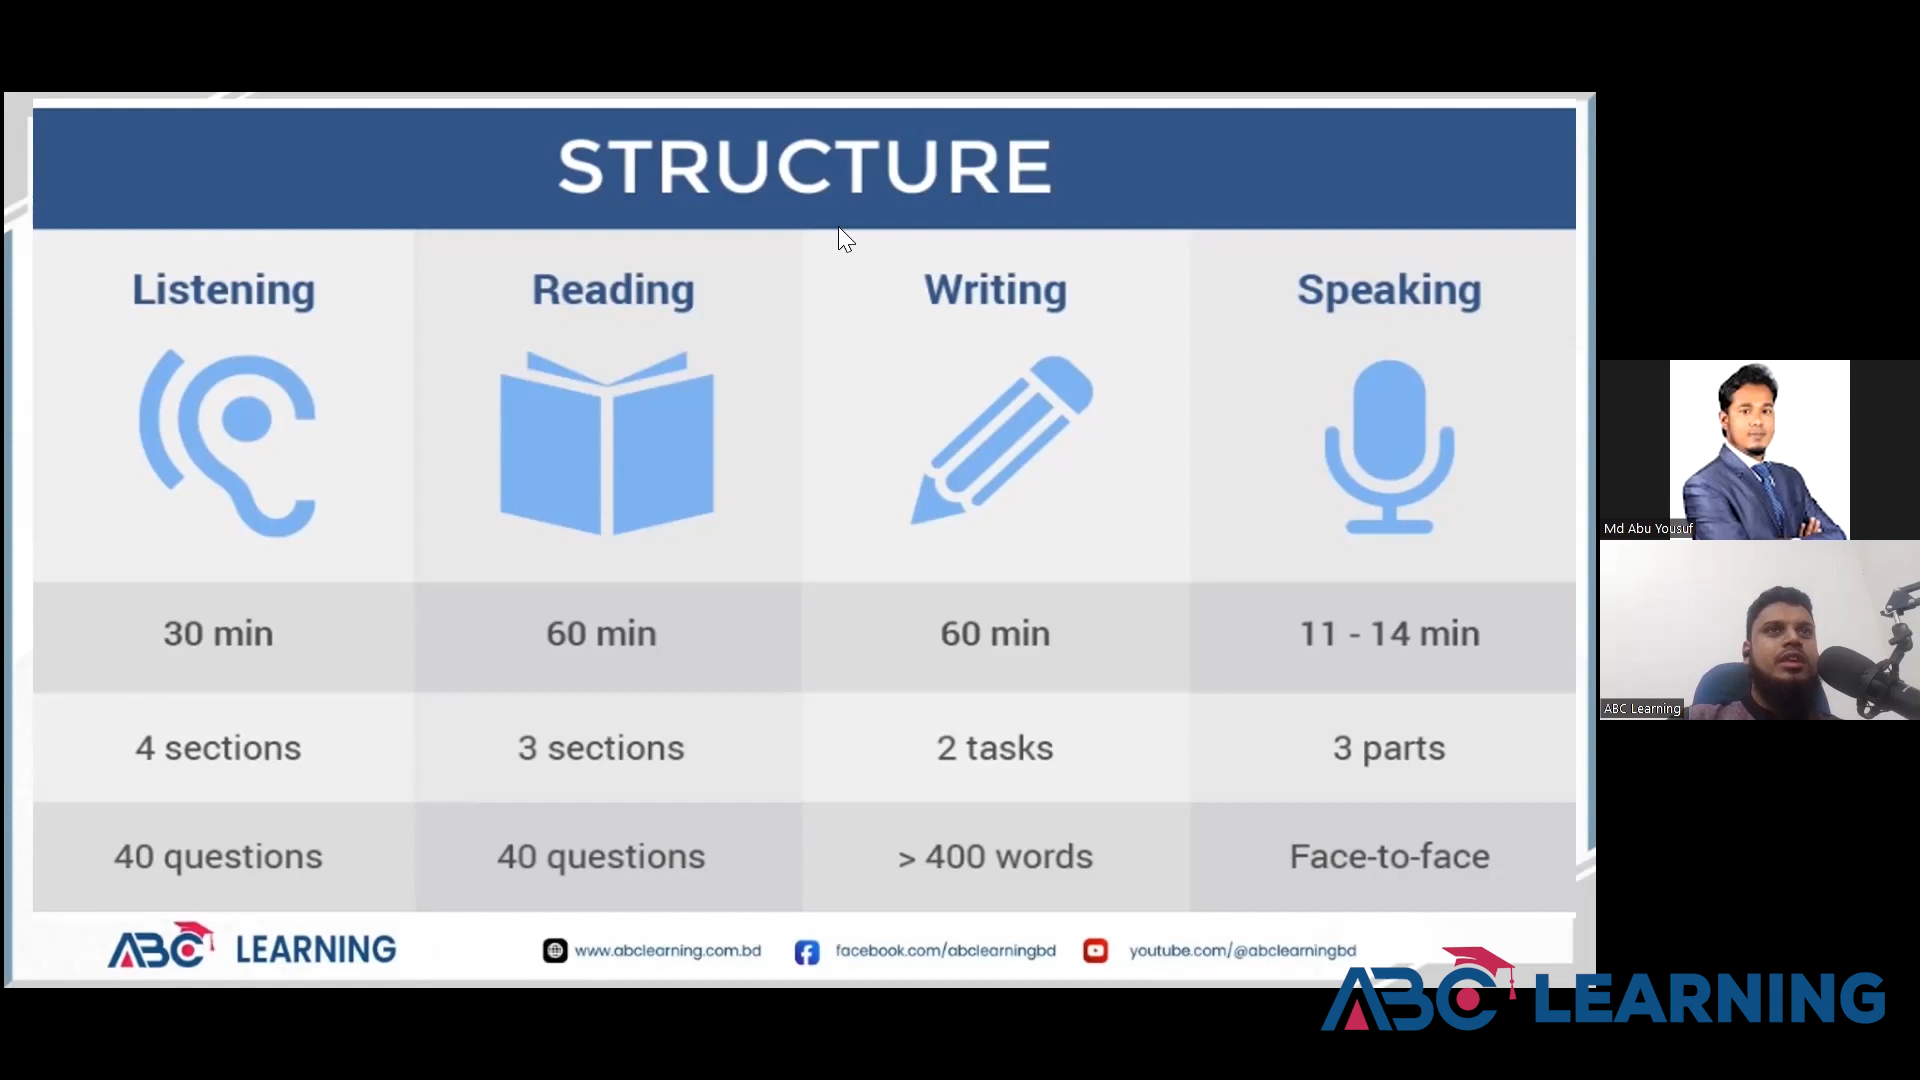 STRUCTURE
Listening Reading Writing Speaking
30 min 60 min 60 min 11 - 14 min
4 sections 3 sections 2 tasks 3 parts
40 questions 40 questions > 400 words Face-to-face
ABC LEARNING www.abclearning.com.bd facebook.com/abclearningbd youtube.com/@abclearningbd
Md Abu Yousuf
ABC Learning
ABC LEARNING